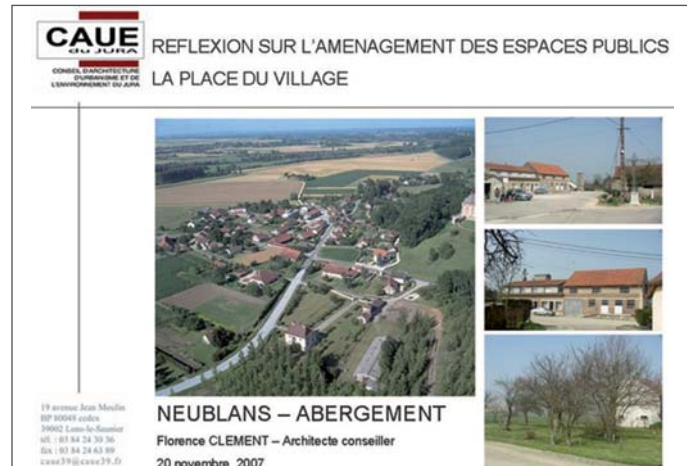 CAUE
du JURA
CONSEIL D'ARCHITECTURE
D'URBANISME ET DE
L'ENVIRONNEMENT DU JURA
REFLEXION SUR L'AMENAGEMENT DES ESPACES PUBLICS
LA PLACE DU VILLAGE
NEUBLANS – ABERGEMENT
Florence CLEMENT – Architecte conseiller
20 novembre 2007
19 avenue Jean Moulin
BP 80048 cedex
39002 Lons-le-Saunier
tél. : 03 84 24 30 36
fax : 03 84 24 63 89
caue39@caue39.fr